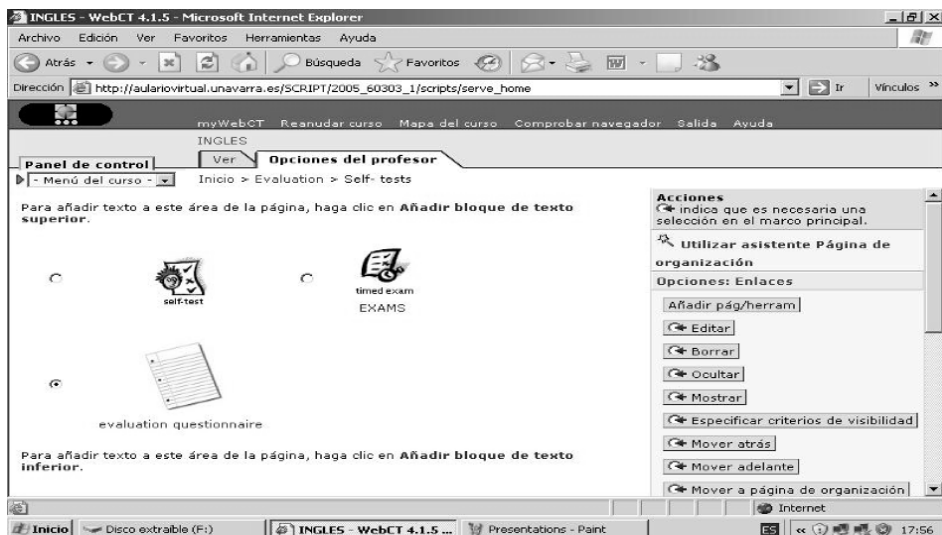 INGLES - WebCT 4.1.5 - Microsoft Internet Explorer
Archivo Edición Ver Favoritos Herramientas Ayuda
Atrás Búsqueda Favoritos
Dirección http://aulariovirtual.unavarra.es/SCRIPT/2005_60303_1/scripts/serve_home Ir Vínculos »
myWebCT Reanudar curso Mapa del curso Comprobar navegador Salida Ayuda
INGLES
Panel de control Ver Opciones del profesor
- Menú del curso - Inicio > Evaluation > Self- tests
Para añadir texto a este área de la página, haga clic en Añadir bloque de texto
superior.
self-test
timed exam
EXAMS
evaluation questionnaire
Para añadir texto a este área de la página, haga clic en Añadir bloque de texto
inferior.
Acciones
indica que es necesaria una
selección en el marco principal.
Utilizar asistente Página de
organización
Opciones: Enlaces
Añadir pág/herram
Editar
Borrar
Ocultar
Mostrar
Especificar criterios de visibilidad
Mover atrás
Mover adelante
Mover a página de organización
Internet
Inicio Disco extraíble (F:) INGLES - WebCT 4.1.5 ... Presentations - Paint ES « 17:56